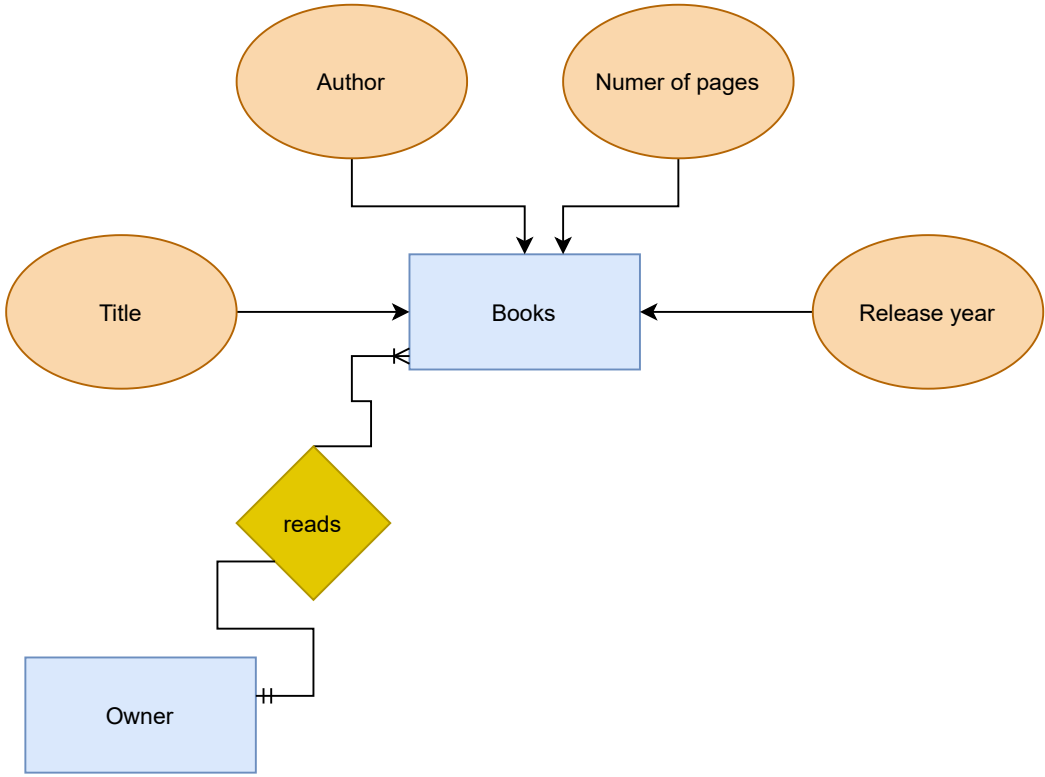 Author
Numer of pages
Title
Books
Release year
reads
Owner